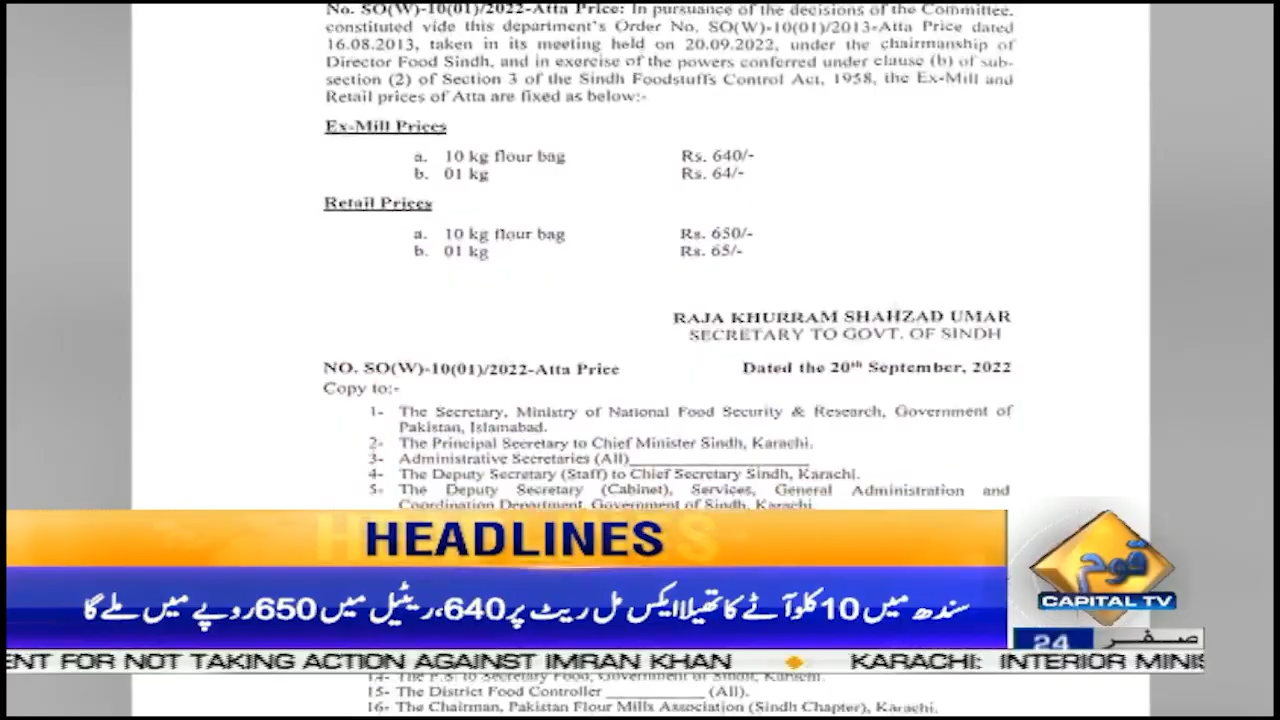 No. SO(W)-10(01)/2022-Atta Price: In pursuance of the decisions of the Committee,
constituted vide this department's Order No. SO(W)-10(01)/2013-Atta Price dated
16.08.2013, taken in its meeting held on 20.09.2022, under the chairmanship of
Director Food Sindh, and in exercise of the powers conferred under clause (b) of sub-
section (2) of Section 3 of the Sindh Foodstuffs Control Act, 1958, the Ex-Mill and
Retail prices of Atta are fixed as below:-
Ex-Mill Prices
a. 10 kg flour bag Rs. 640/-
b. 01 kg Rs. 64/-
Retail Prices
a. 10 kg flour bag Rs. 650/-
b. 01 kg Rs. 65/-
RAJA KHURRAM SHAHZAD UMAR
SECRETARY TO GOVT. OF SINDH
NO. SO(W)-10(01)/2022-Atta Price Dated the 20th September, 2022
Copy to:-
1- The Secretary, Ministry of National Food Security & Research, Government of
Pakistan, Islamabad.
2- The Principal Secretary to Chief Minister Sindh, Karachi.
3- Administrative Secretaries (All)
4- The Deputy Secretary (Staff) to Chief Secretary Sindh, Karachi.
5- The Deputy Secretary (Cabinet), Services, General Administration and
Coordination Department, Government of Sindh, Karachi.
HEADLINES
سندھ میں 10 کلو آٹے کا تھیلا ایکس مل ریٹ پر 640، ریٹیل میں 650 روپے میں ملے گا
قوم
CAPITAL TV
24 صفر
ENT FOR NOT TAKING ACTION AGAINST IMRAN KHAN KARACHI: INTERIOR MINIS
14- The P.S. to Secretary Food, Government of Sindh, Karachi.
15- The District Food Controller (All).
16- The Chairman, Pakistan Flour Mills Association (Sindh Chapter), Karachi.